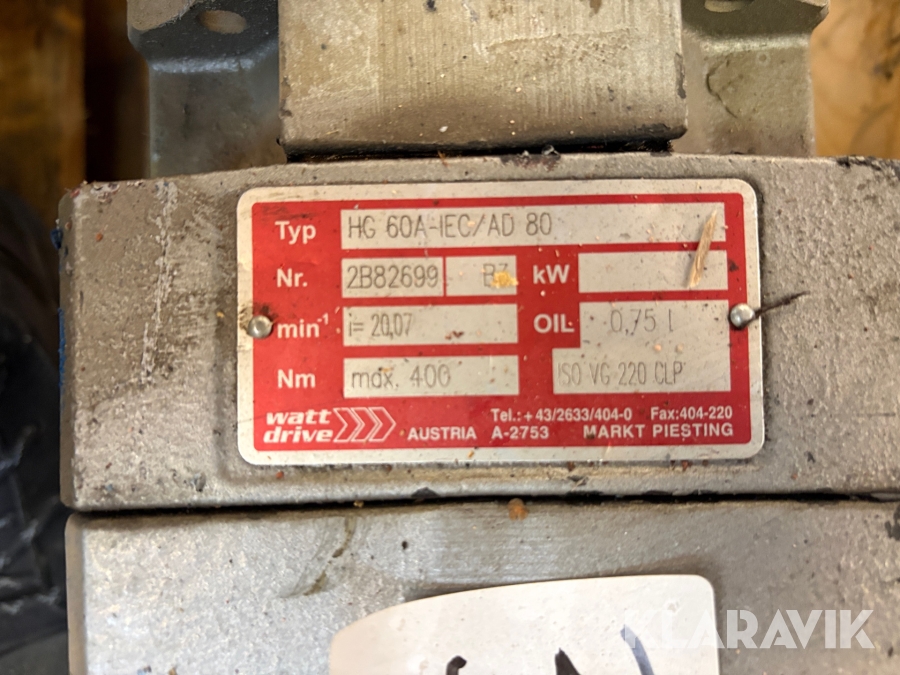 Typ HG 60A-IEC/AD 80
Nr. 2B82699 B3 kW
min⁻¹ i= 20,07 OIL 0,75 l
Nm max. 400 ISO VG 220 CLP
watt drive AUSTRIA A-2753 MARKT PIESTING
Tel.: +43/2633/404-0 Fax:404-220
KLARAVIK